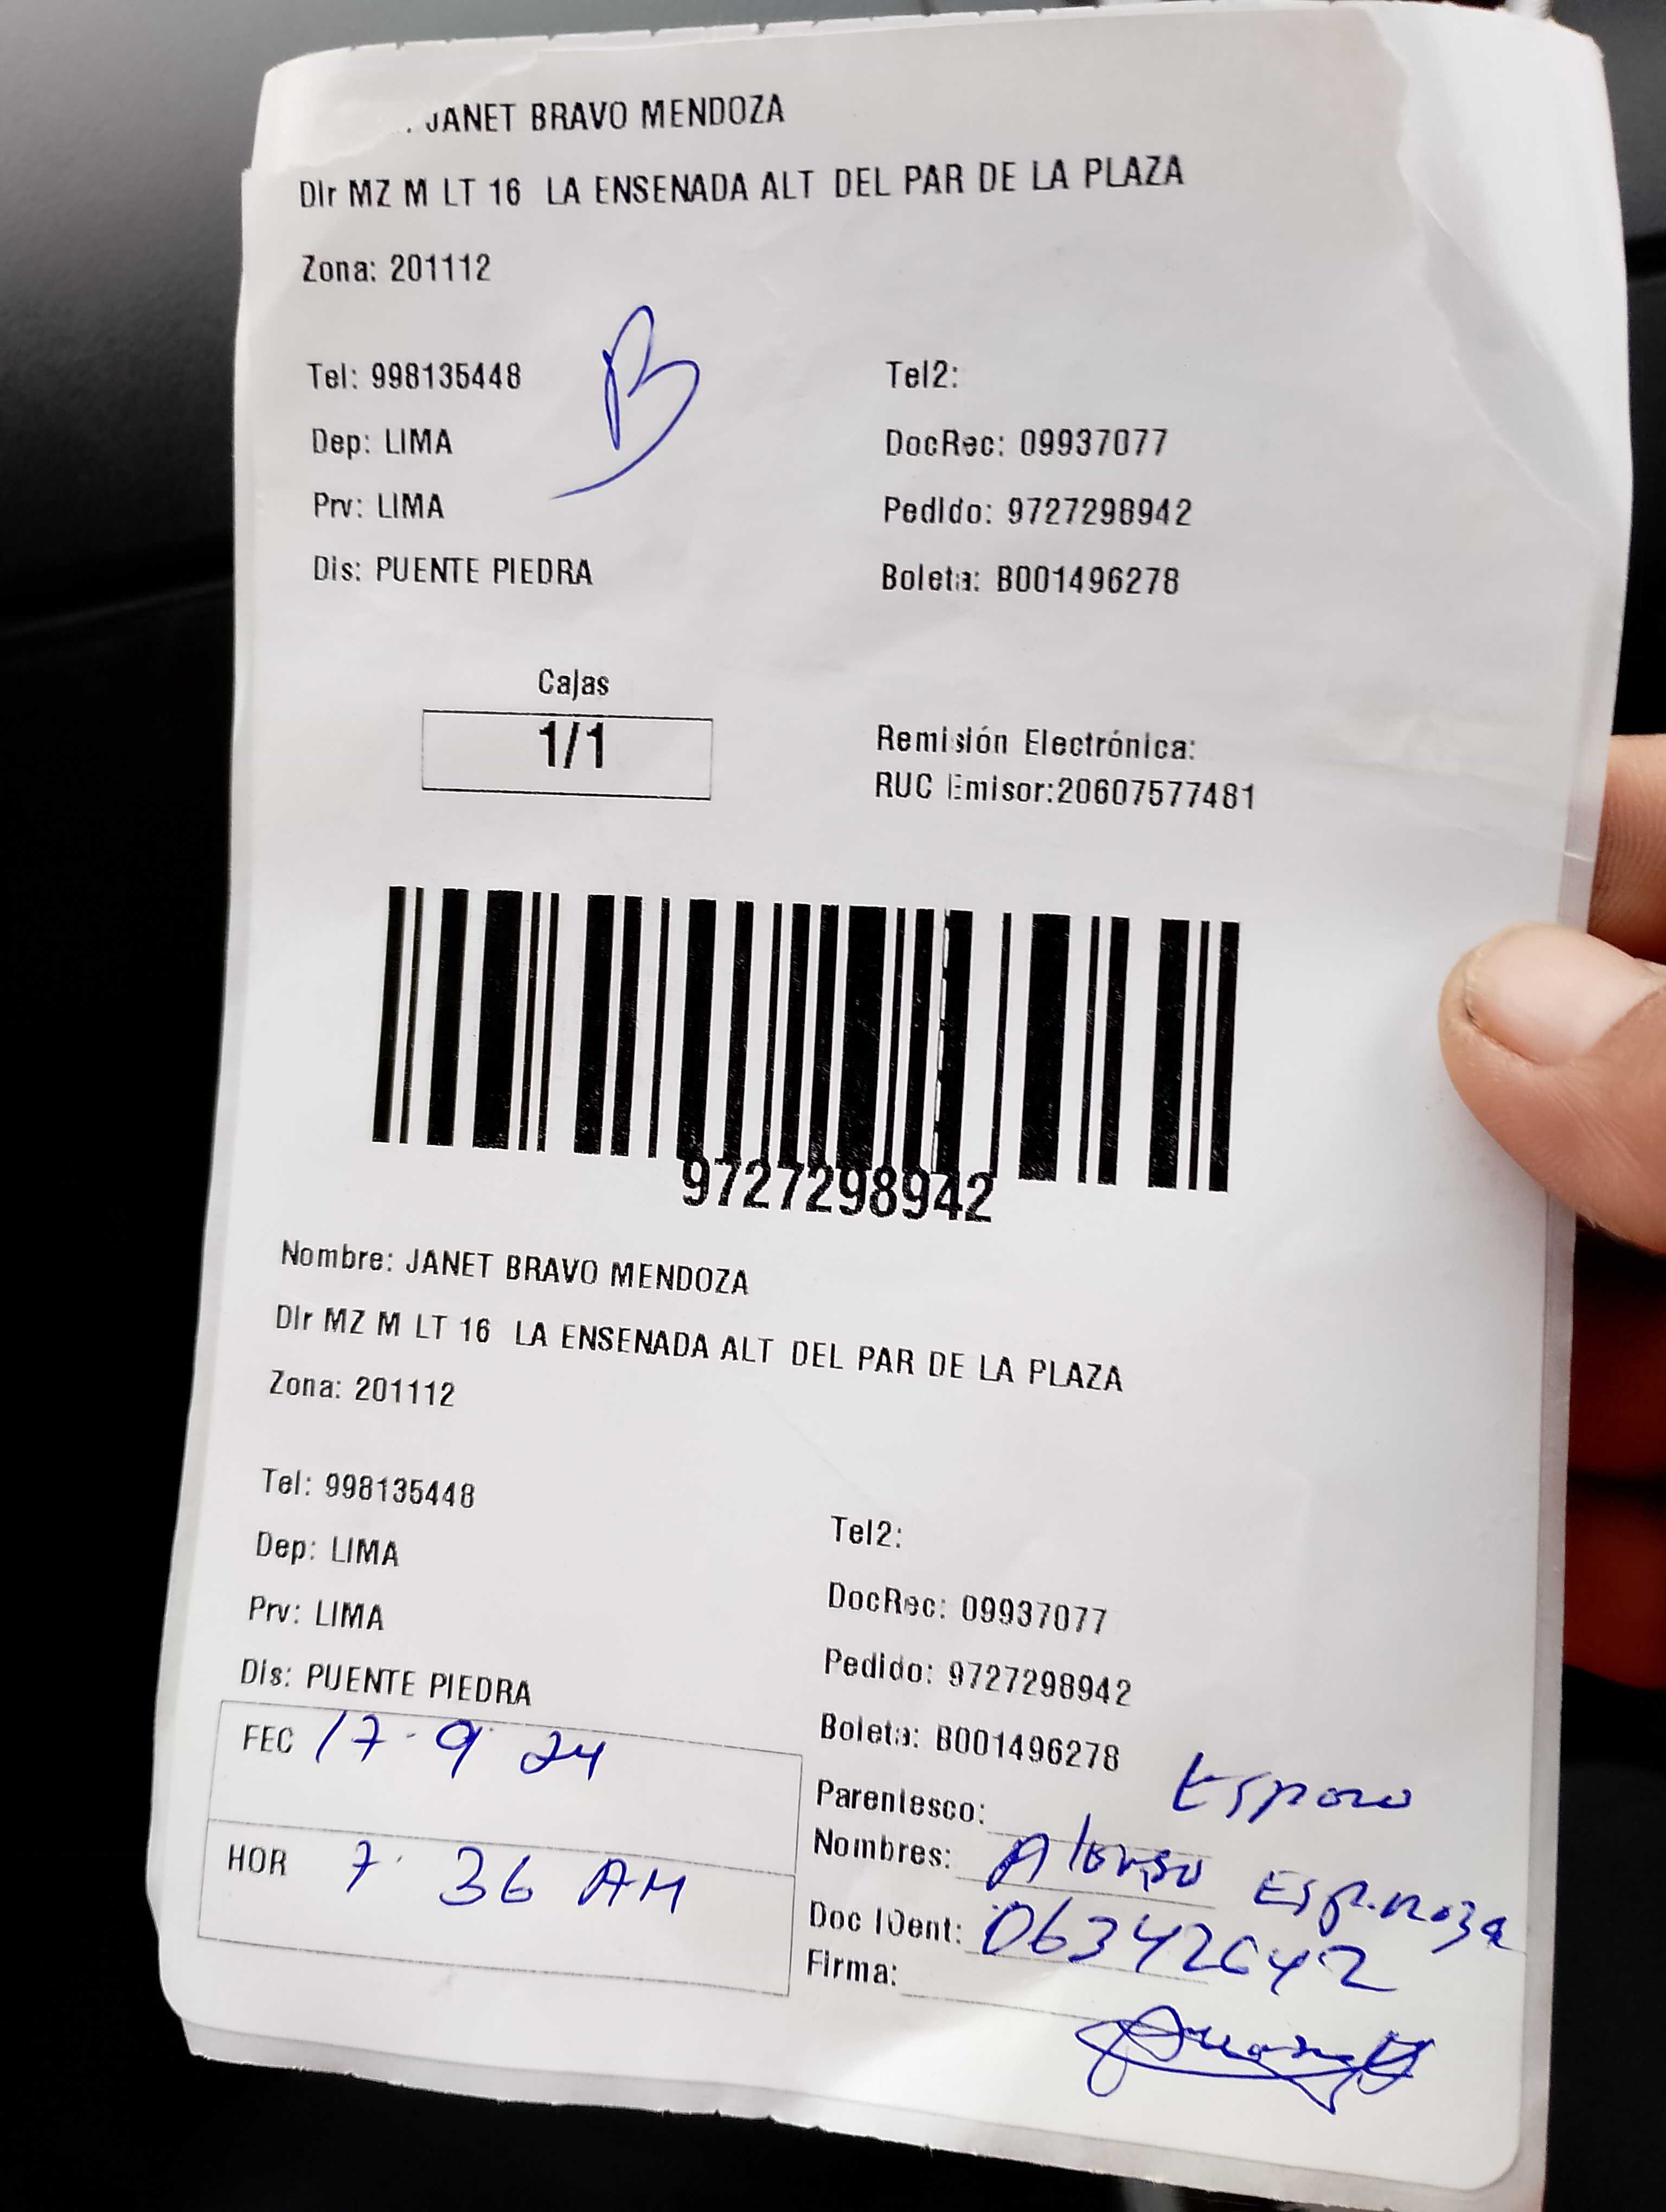 JANET BRAVO MENDOZA
Dir MZ M LT 16 LA ENSENADA ALT DEL PAR DE LA PLAZA
Zona: 201112
B
Tel: 998135448
Tel2:
Dep: LIMA
DocRec: 09937077
Prv: LIMA
Pedido: 9727298942
Dis: PUENTE PIEDRA
Boleta: B001496278
Cajas
1/1
Remisión Electrónica:
RUC Emisor:20607577481
9727298942
Nombre: JANET BRAVO MENDOZA
Dir MZ M LT 16 LA ENSENADA ALT DEL PAR DE LA PLAZA
Zona: 201112
Tel: 998135448
Tel2:
Dep: LIMA
DocRec: 09937077
Prv: LIMA
Pedido: 9727298942
Dis: PUENTE PIEDRA
Boleta: B001496278
FEC 17-9 24
Parentesco: Esposo
HOR 7:36 AM
Nombres: Alonso Espinoza
Doc IDent: 06342642
Firma: